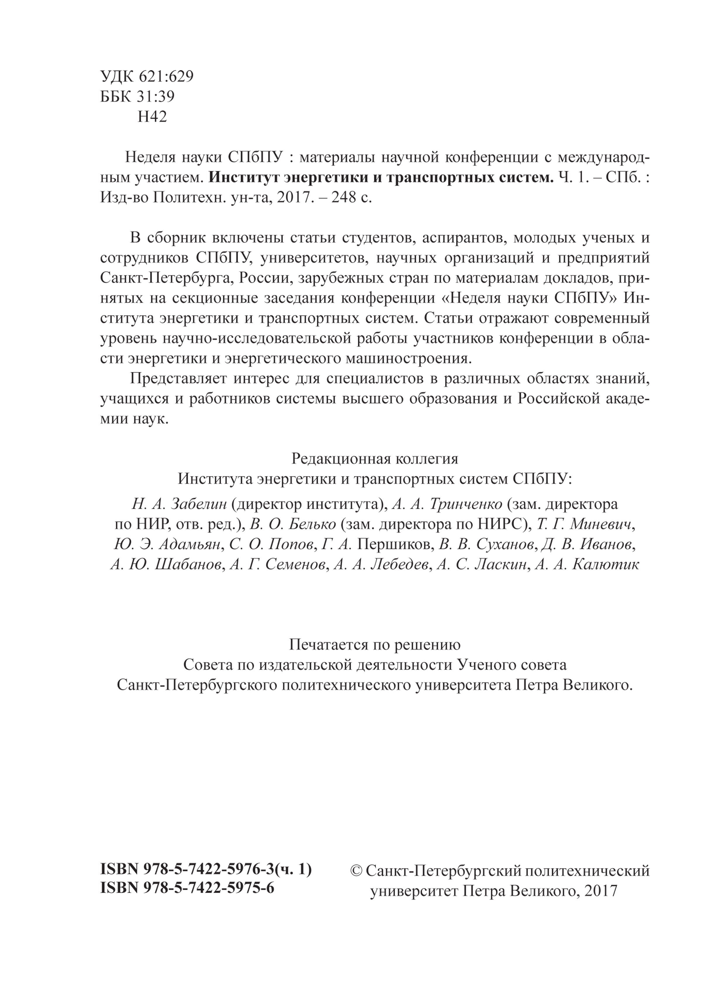 УДК 621:629
ББК 31:39
Н42
Неделя науки СПбПУ : материалы научной конференции с международ-
ным участием. Институт энергетики и транспортных систем. Ч. 1. – СПб. :
Изд-во Политехн. ун-та, 2017. – 248 с.
В сборник включены статьи студентов, аспирантов, молодых ученых и
сотрудников СПбПУ, университетов, научных организаций и предприятий
Санкт-Петербурга, России, зарубежных стран по материалам докладов, при-
нятых на секционные заседания конференции «Неделя науки СПбПУ» Ин-
ститута энергетики и транспортных систем. Статьи отражают современный
уровень научно-исследовательской работы участников конференции в обла-
сти энергетики и энергетического машиностроения.
Представляет интерес для специалистов в различных областях знаний,
учащихся и работников системы высшего образования и Российской акаде-
мии наук.
Редакционная коллегия
Института энергетики и транспортных систем СПбПУ:
Н. А. Забелин (директор института), А. А. Тринченко (зам. директора
по НИР, отв. ред.), В. О. Белько (зам. директора по НИРС), Т. Г. Миневич,
Ю. Э. Адамьян, С. О. Попов, Г. А. Першиков, В. В. Суханов, Д. В. Иванов,
А. Ю. Шабанов, А. Г. Семенов, А. А. Лебедев, А. С. Ласкин, А. А. Калютик
Печатается по решению
Совета по издательской деятельности Ученого совета
Санкт-Петербургского политехнического университета Петра Великого.
ISBN 978-5-7422-5976-3(ч. 1)
ISBN 978-5-7422-5975-6
© Санкт-Петербургский политехнический
университет Петра Великого, 2017